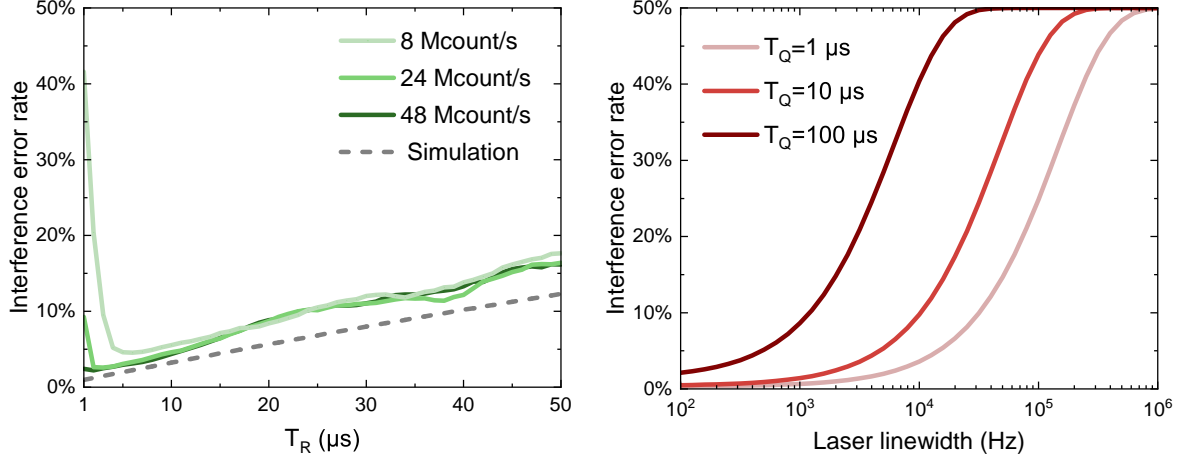 Interference error rate
50%
40%
30%
20%
10%
0%
8 Mcount/s
24 Mcount/s
48 Mcount/s
Simulation
1
10
20
30
40
50
T_R (µs)
Interference error rate
50%
40%
30%
20%
10%
0%
T_Q=1 µs
T_Q=10 µs
T_Q=100 µs
10^2
10^3
10^4
10^5
10^6
Laser linewidth (Hz)